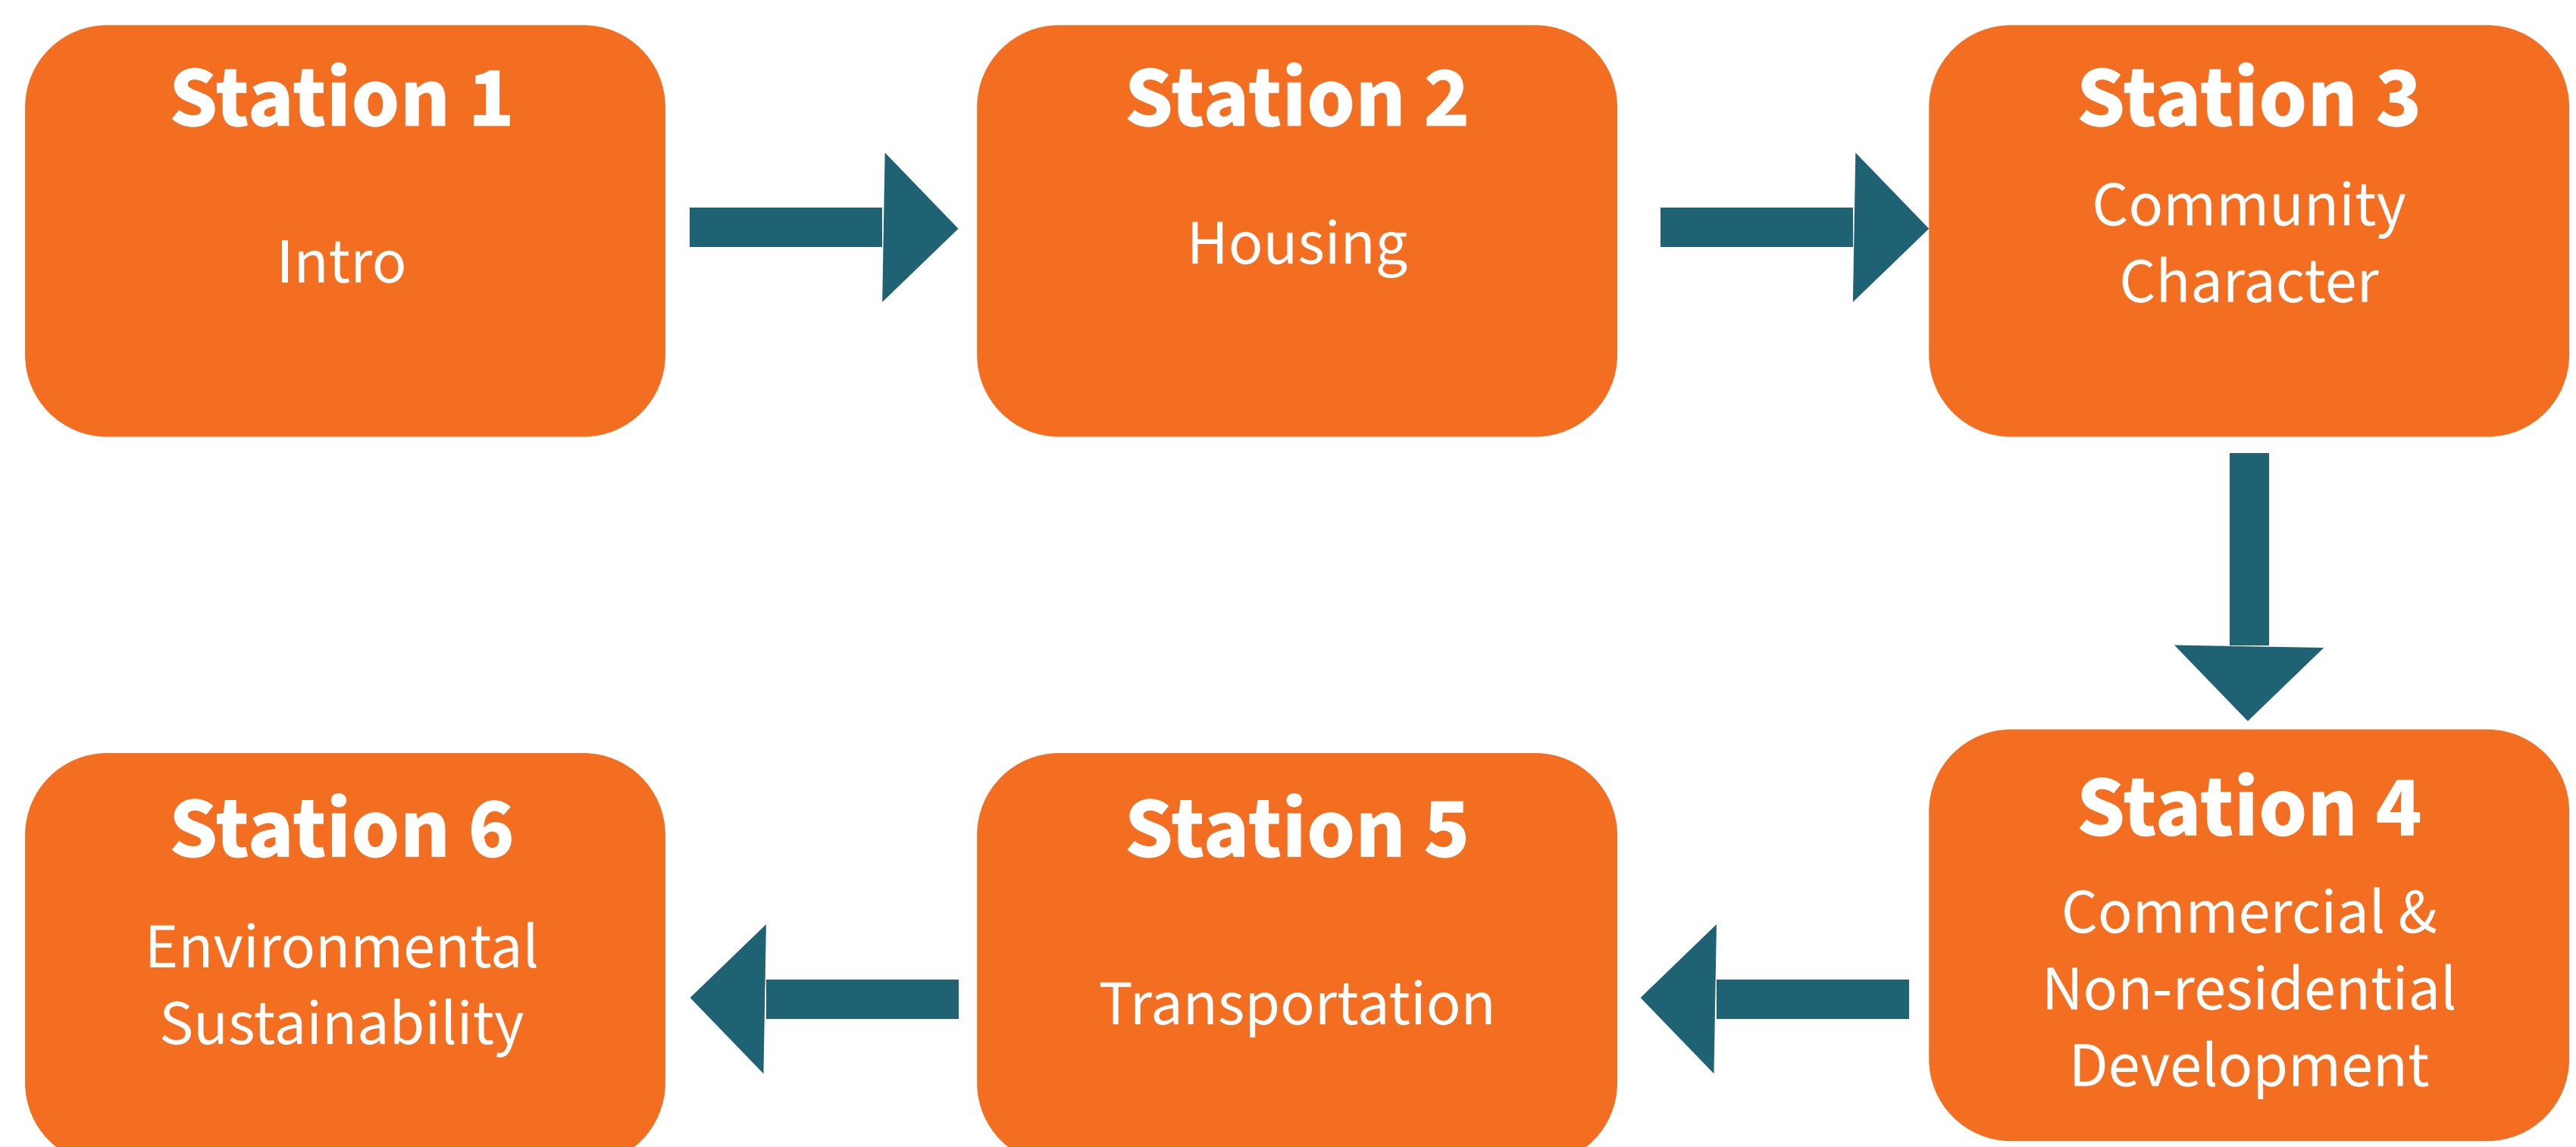 Station 1
Intro
Station 2
Housing
Station 3
Community
Character
Station 4
Commercial &
Non-residential
Development
Station 5
Transportation
Station 6
Environmental
Sustainability